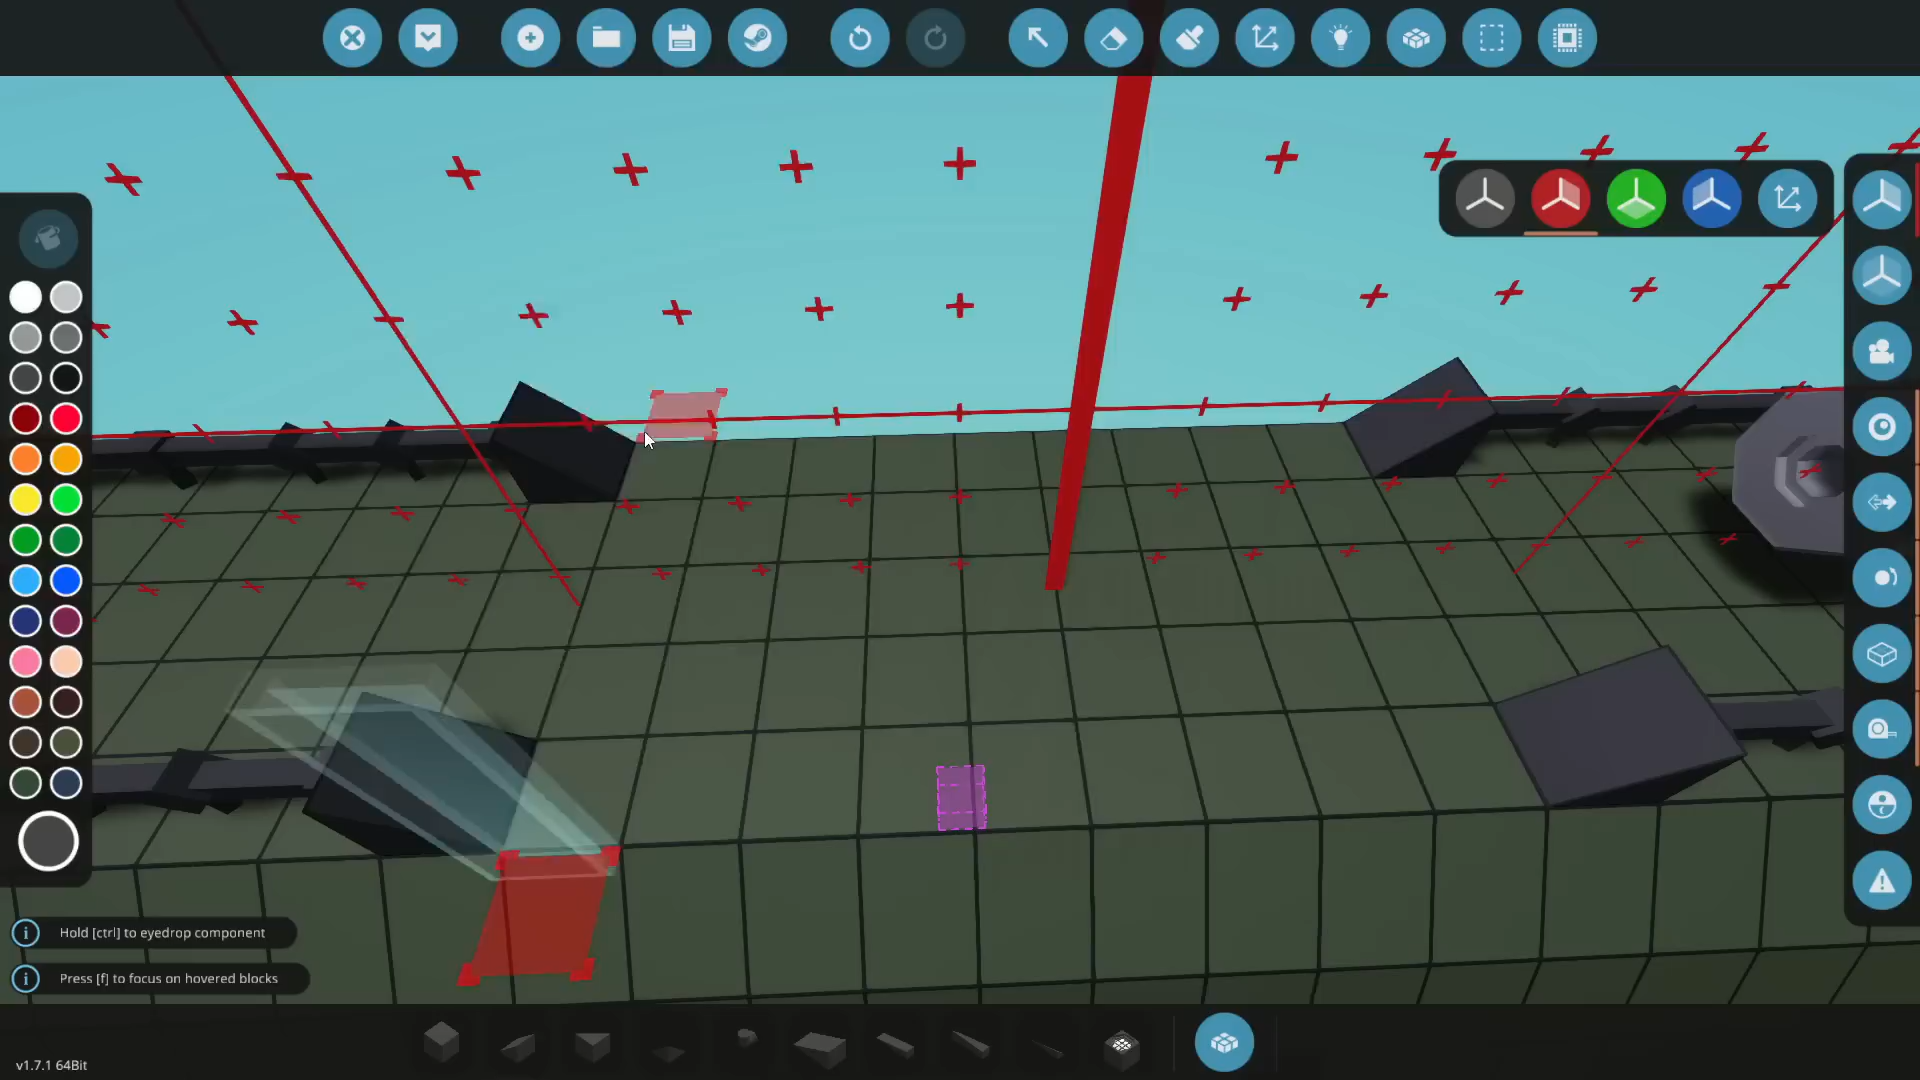 Hold [ctrl] to eyedrop component
Press [f] to focus on hovered blocks
v1.7.1 64Bit